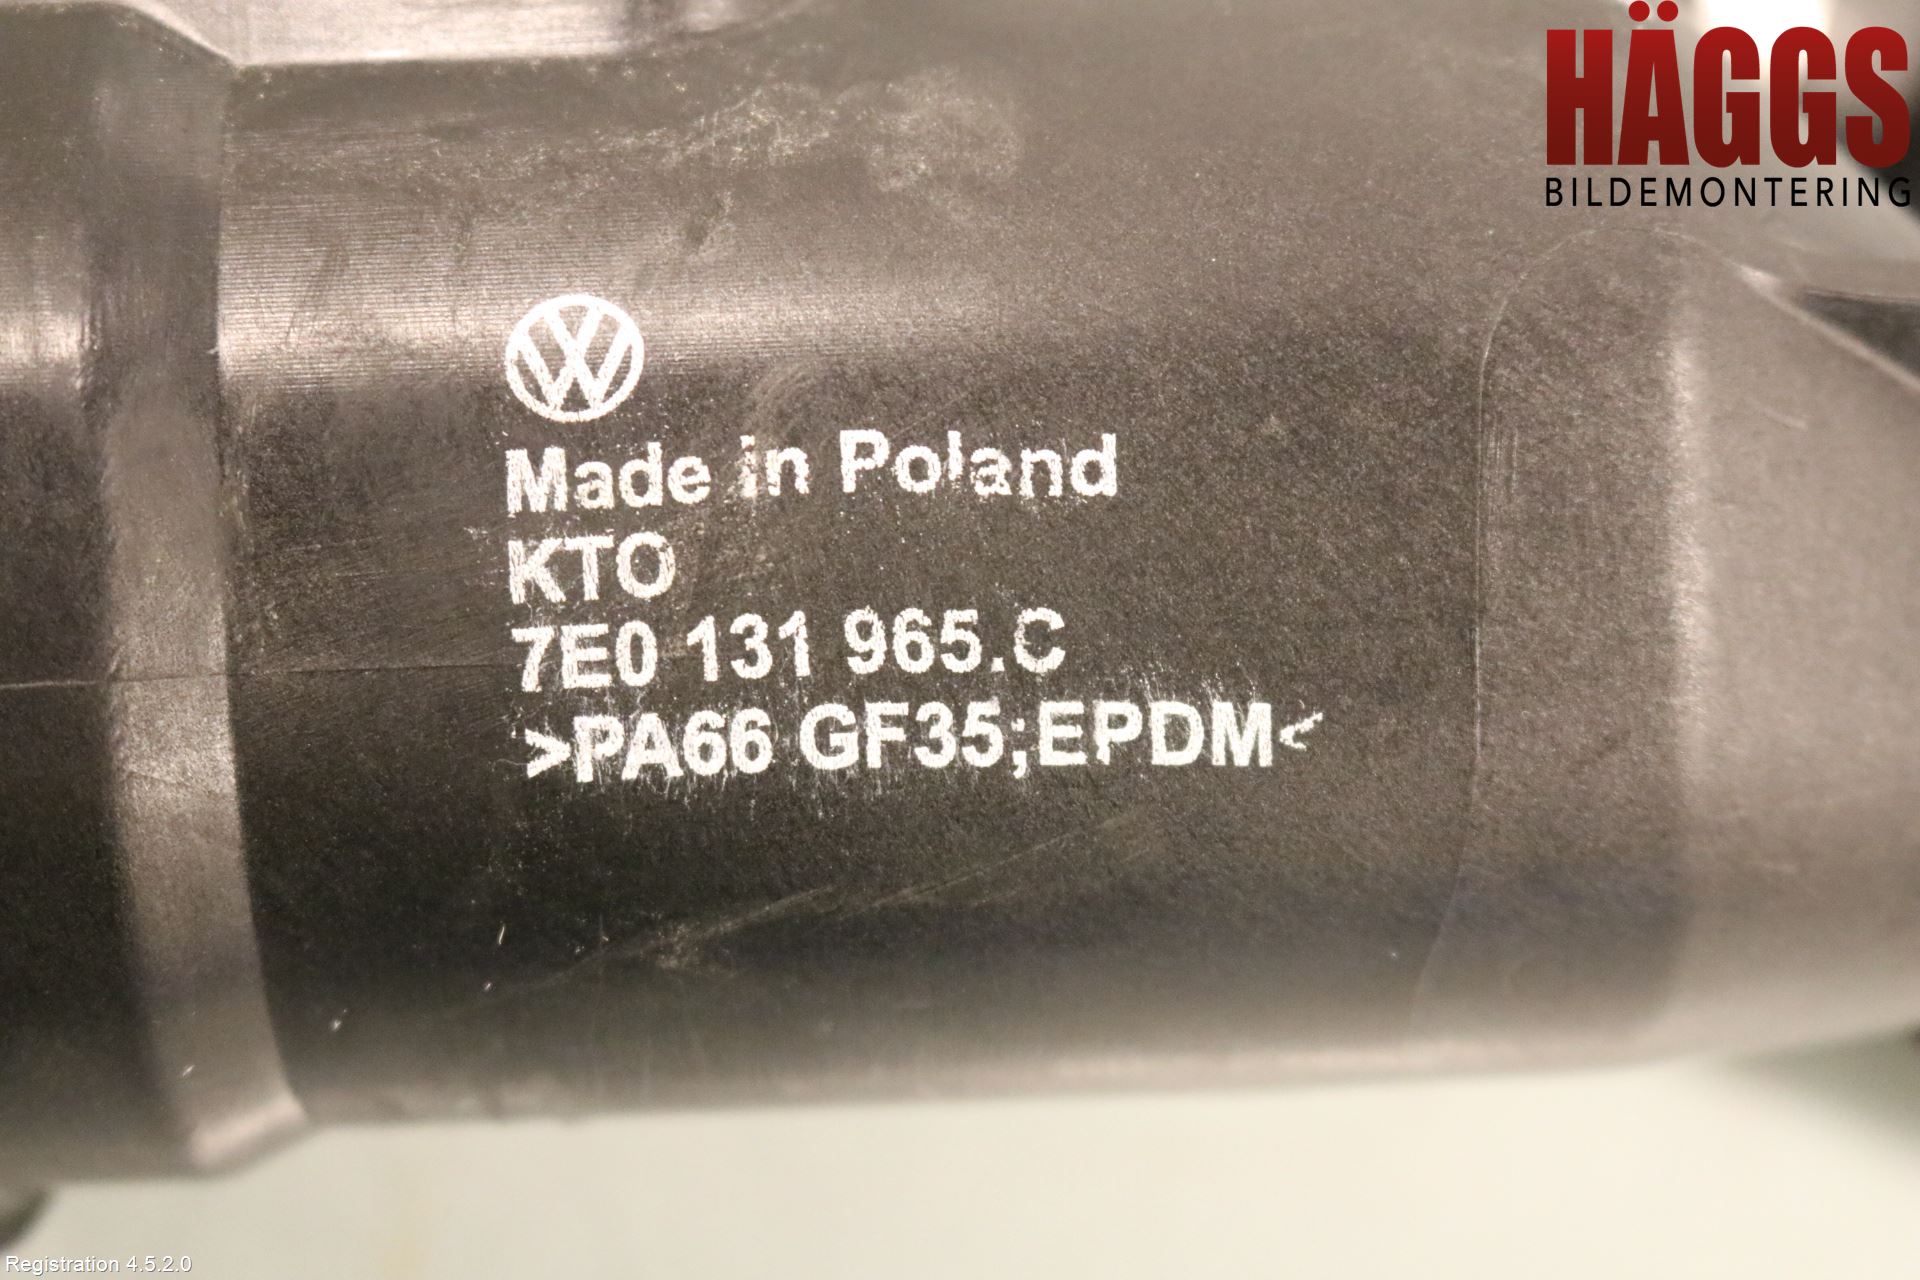 HÄGGS
BILDEMONTERING
Made in Poland
KTO
7E0 131 965.C
>PA66 GF35;EPDM<
Registration 4.5.2.0